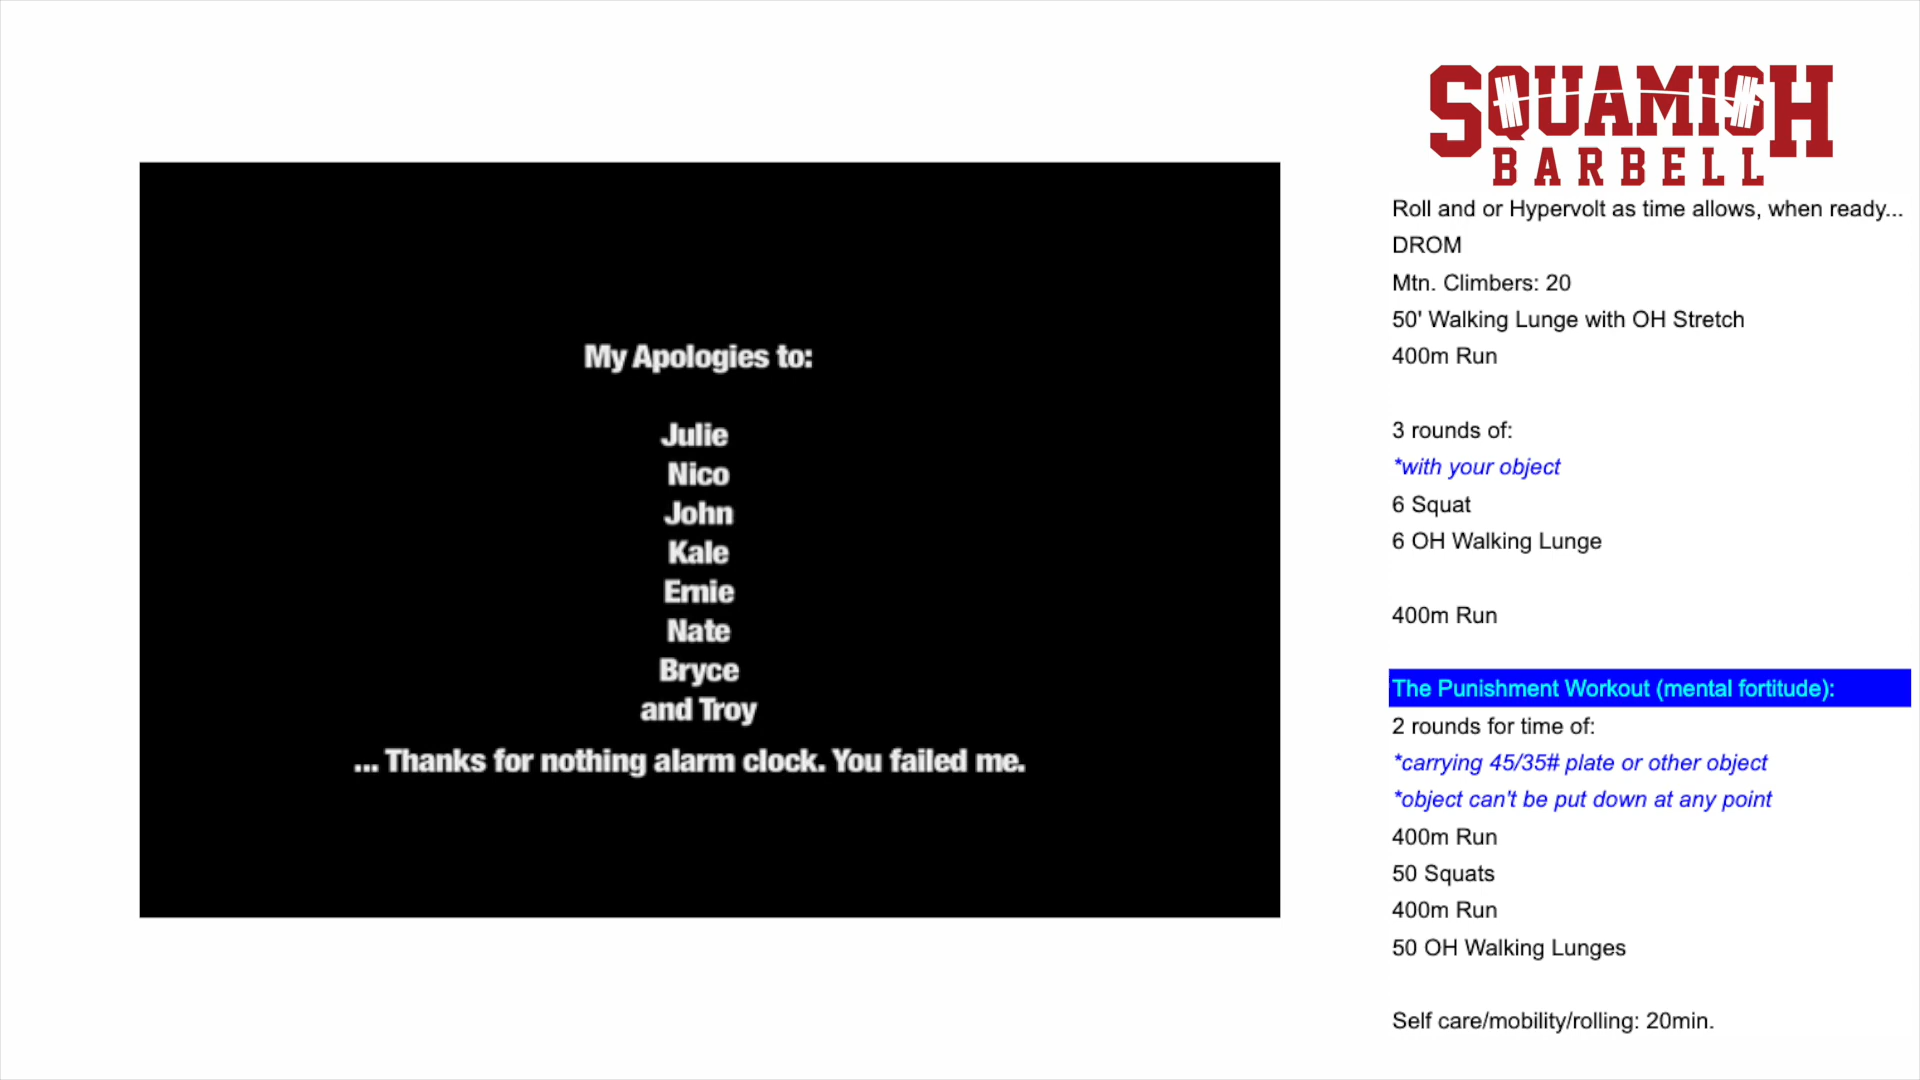 My Apologies to:
Julie
Nico
John
Kale
Ernie
Nate
Bryce
and Troy
... Thanks for nothing alarm clock. You failed me.
SQUAMISH
BARBELL
Roll and or Hypervolt as time allows, when ready...
DROM
Mtn. Climbers: 20
50' Walking Lunge with OH Stretch
400m Run
3 rounds of:
*with your object
6 Squat
6 OH Walking Lunge
400m Run
The Punishment Workout (mental fortitude):
2 rounds for time of:
*carrying 45/35# plate or other object
*object can't be put down at any point
400m Run
50 Squats
400m Run
50 OH Walking Lunges
Self care/mobility/rolling: 20min.